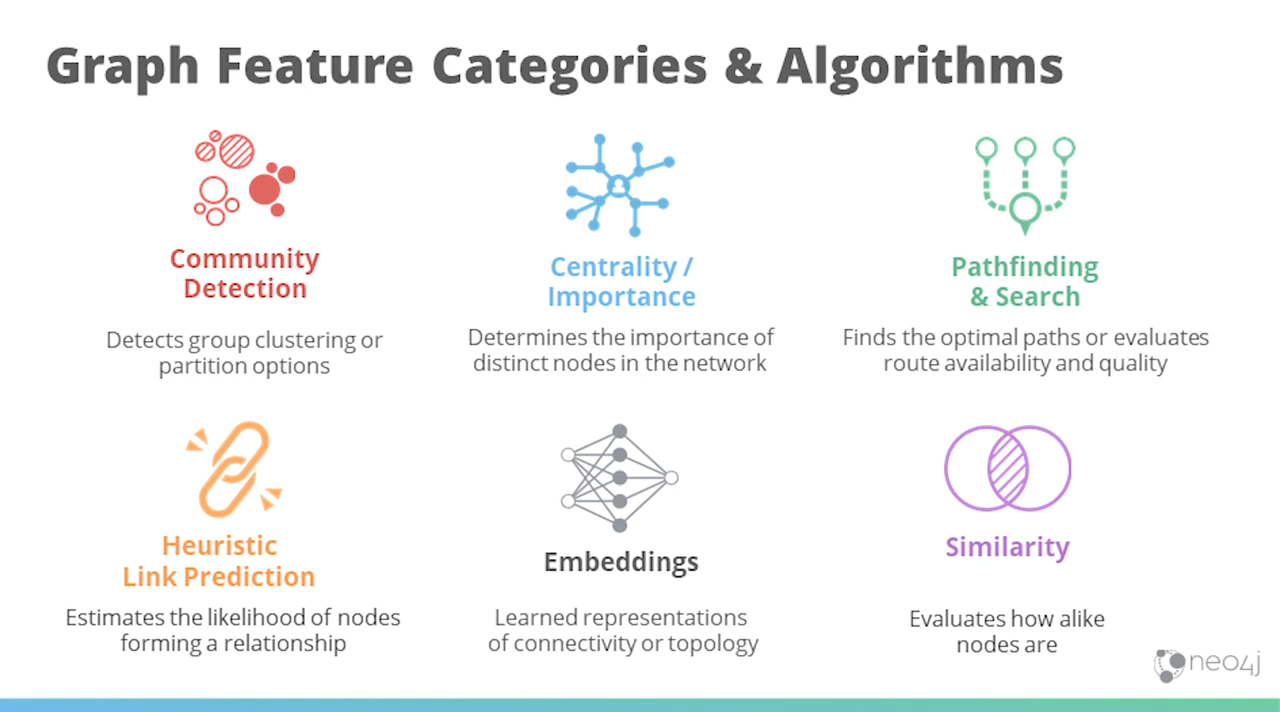 Graph Feature Categories & Algorithms
Community
Detection
Detects group clustering or
partition options
Centrality /
Importance
Determines the importance of
distinct nodes in the network
Pathfinding
& Search
Finds the optimal paths or evaluates
route availability and quality
Heuristic
Link Prediction
Estimates the likelihood of nodes
forming a relationship
Embeddings
Learned representations
of connectivity or topology
Similarity
Evaluates how alike
nodes are
neo4j